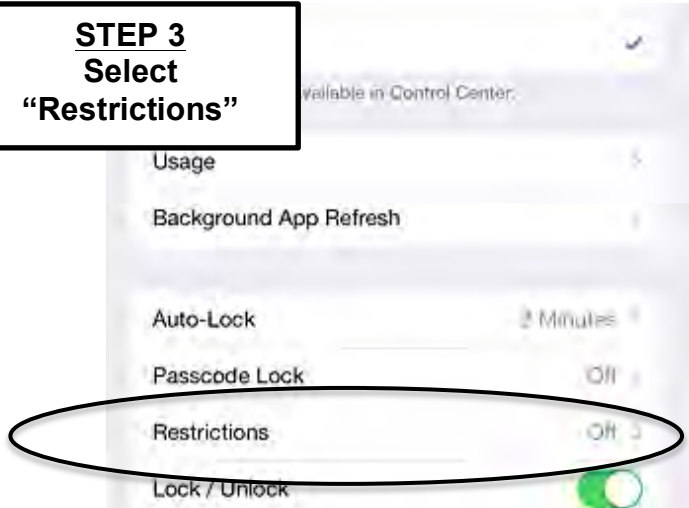 STEP 3
Select
“Restrictions”
available in Control Center.
Usage
Background App Refresh
Auto-Lock 2 Minutes
Passcode Lock Off
Restrictions Off
Lock / Unlock